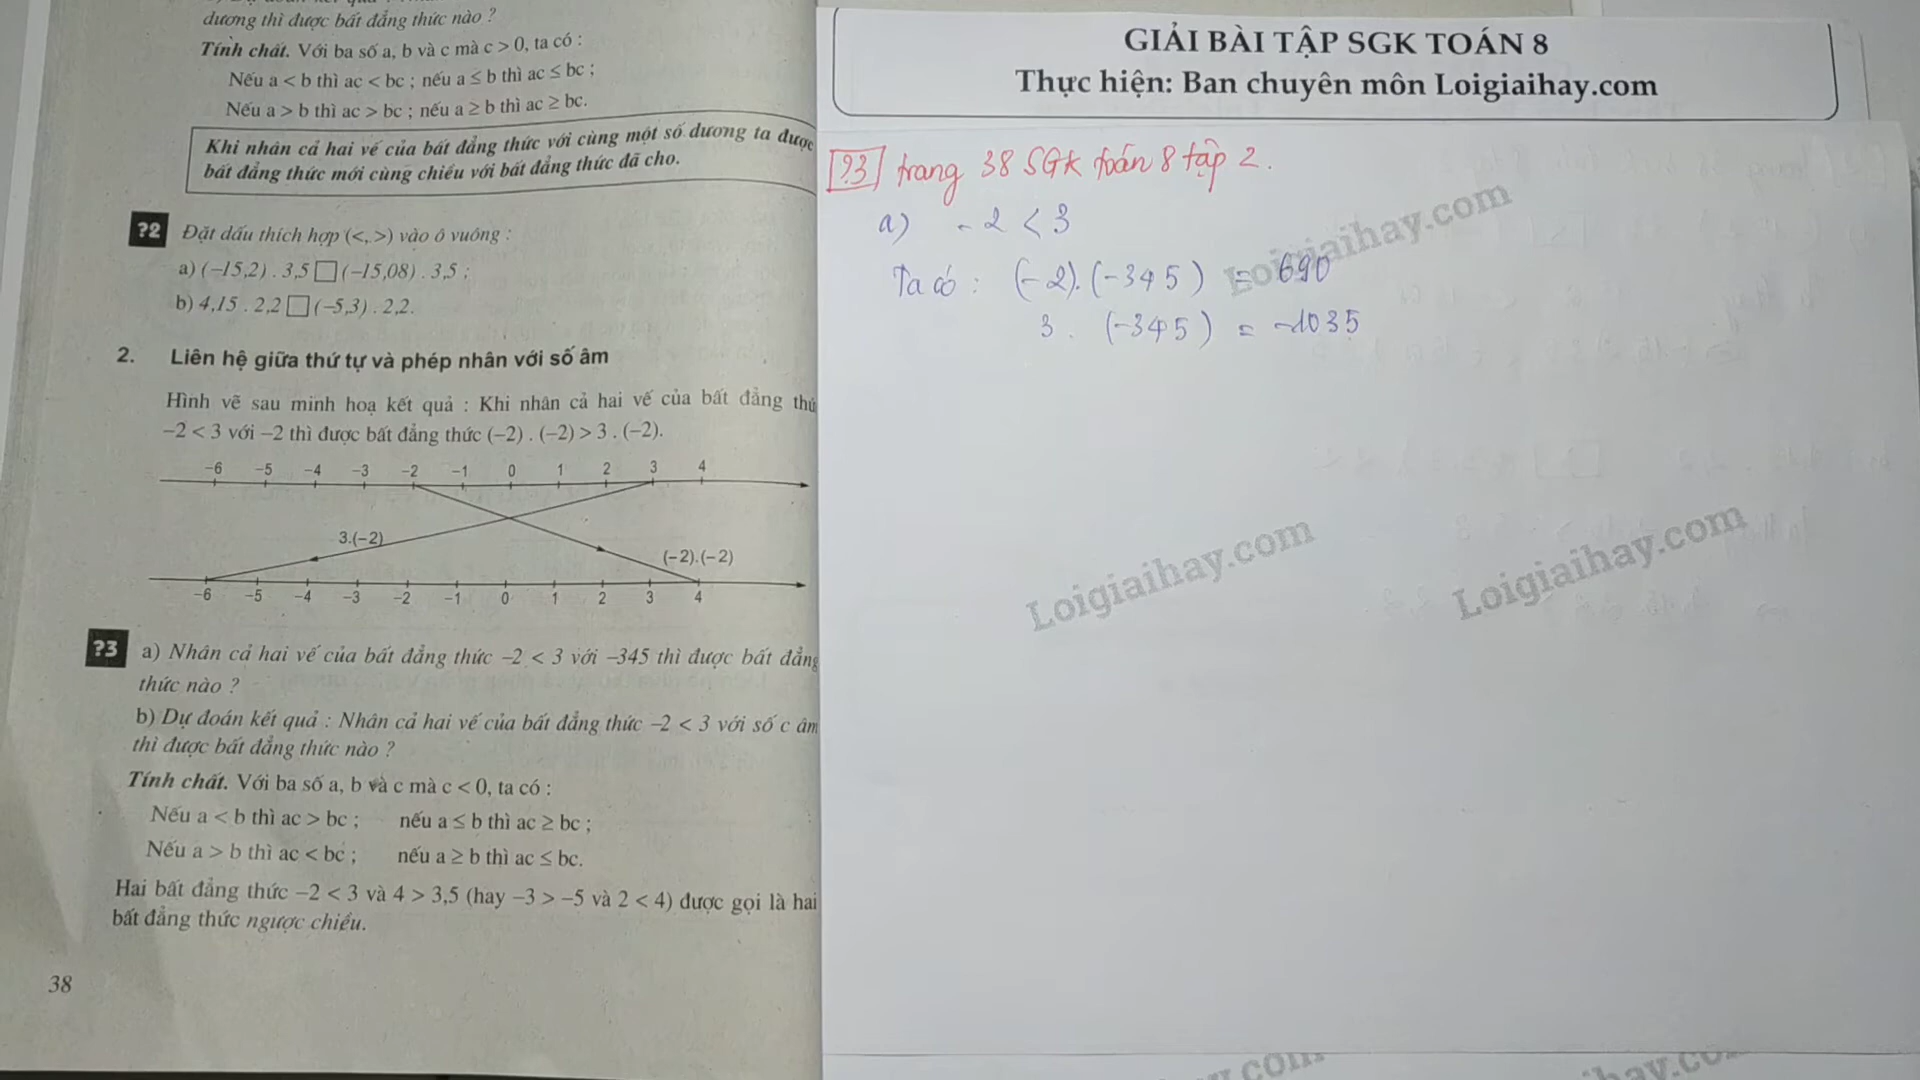 dương thì được bất đẳng thức nào ?
Tính chất. Với ba số a, b và c mà c > 0, ta có :
Nếu a < b thì ac < bc ; nếu a ≤ b thì ac ≤ bc ;
Nếu a > b thì ac > bc ; nếu a ≥ b thì ac ≥ bc.
Khi nhân cả hai vế của bất đẳng thức với cùng một số dương ta được
bất đẳng thức mới cùng chiều với bất đẳng thức đã cho.
?2 Đặt dấu thích hợp (<, >) vào ô vuông :
a) (−15,2) . 3,5 □ (−15,08) . 3,5 ;
b) 4,15 . 2,2 □ (−5,3) . 2,2.
2. Liên hệ giữa thứ tự và phép nhân với số âm
Hình vẽ sau minh hoạ kết quả : Khi nhân cả hai vế của bất đẳng thứ
−2 < 3 với −2 thì được bất đẳng thức (−2) . (−2) > 3 . (−2).
−6 −5 −4 −3 −2 −1 0 1 2 3 4
3.(−2)
(−2).(−2)
−6 −5 −4 −3 −2 −1 0 1 2 3 4
?3 a) Nhân cả hai vế của bất đẳng thức −2 < 3 với −345 thì được bất đẳng
thức nào ?
b) Dự đoán kết quả : Nhân cả hai vế của bất đẳng thức −2 < 3 với số c âm
thì được bất đẳng thức nào ?
Tính chất. Với ba số a, b và c mà c < 0, ta có :
Nếu a < b thì ac > bc ; nếu a ≤ b thì ac ≥ bc ;
Nếu a > b thì ac < bc ; nếu a ≥ b thì ac ≤ bc.
Hai bất đẳng thức −2 < 3 và 4 > 3,5 (hay −3 > −5 và 2 < 4) được gọi là hai
bất đẳng thức ngược chiều.
38
GIẢI BÀI TẬP SGK TOÁN 8
Thực hiện: Ban chuyên môn Loigiaihay.com
?3 trang 38 SGK toán 8 tập 2.
a) -2 < 3
Ta có : (-2).(-345) = 690
3 . (-345) = -1035
Loigiaihay.com
Loigiaihay.com
Loigiaihay.com